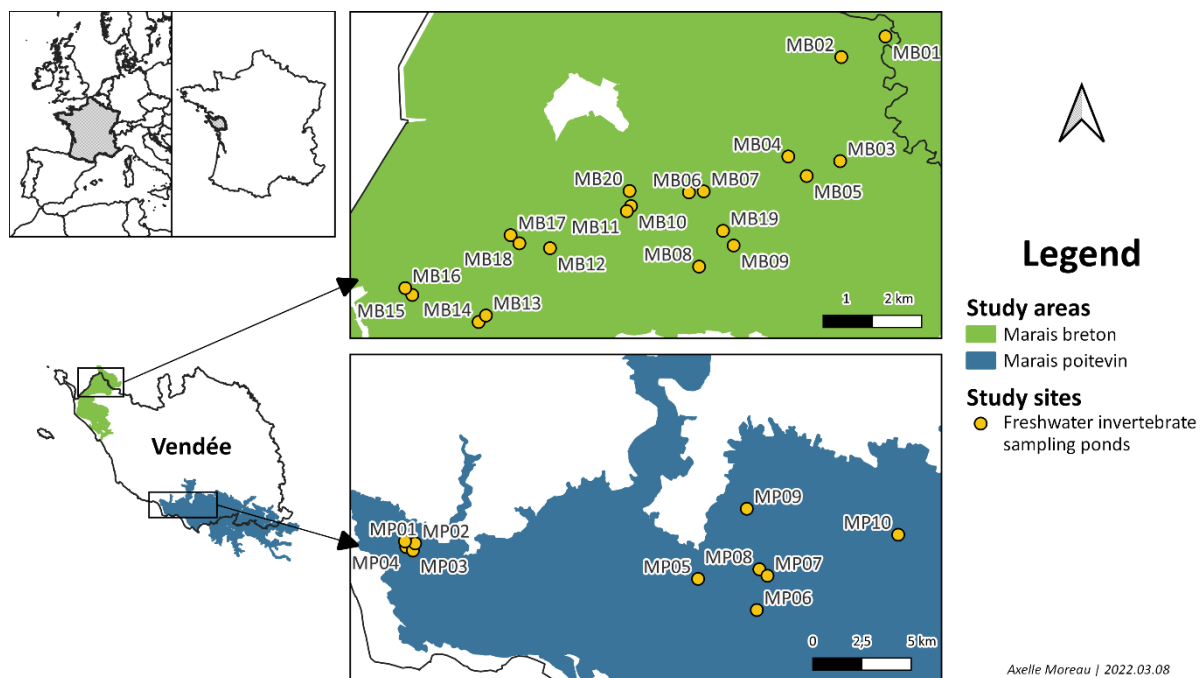 MB02
MB01
MB04
MB03
MB05
MB20
MB06
MB07
MB11
MB10
MB19
MB17
MB18
MB12
MB08
MB09
MB16
MB15
MB14
MB13
1
2 km
Vendée
MP01
MP02
MP04
MP03
MP09
MP10
MP05
MP08
MP07
MP06
0
2,5
5 km
Legend
Study areas
Marais breton
Marais poitevin
Study sites
Freshwater invertebrate
sampling ponds
Axelle Moreau | 2022.03.08